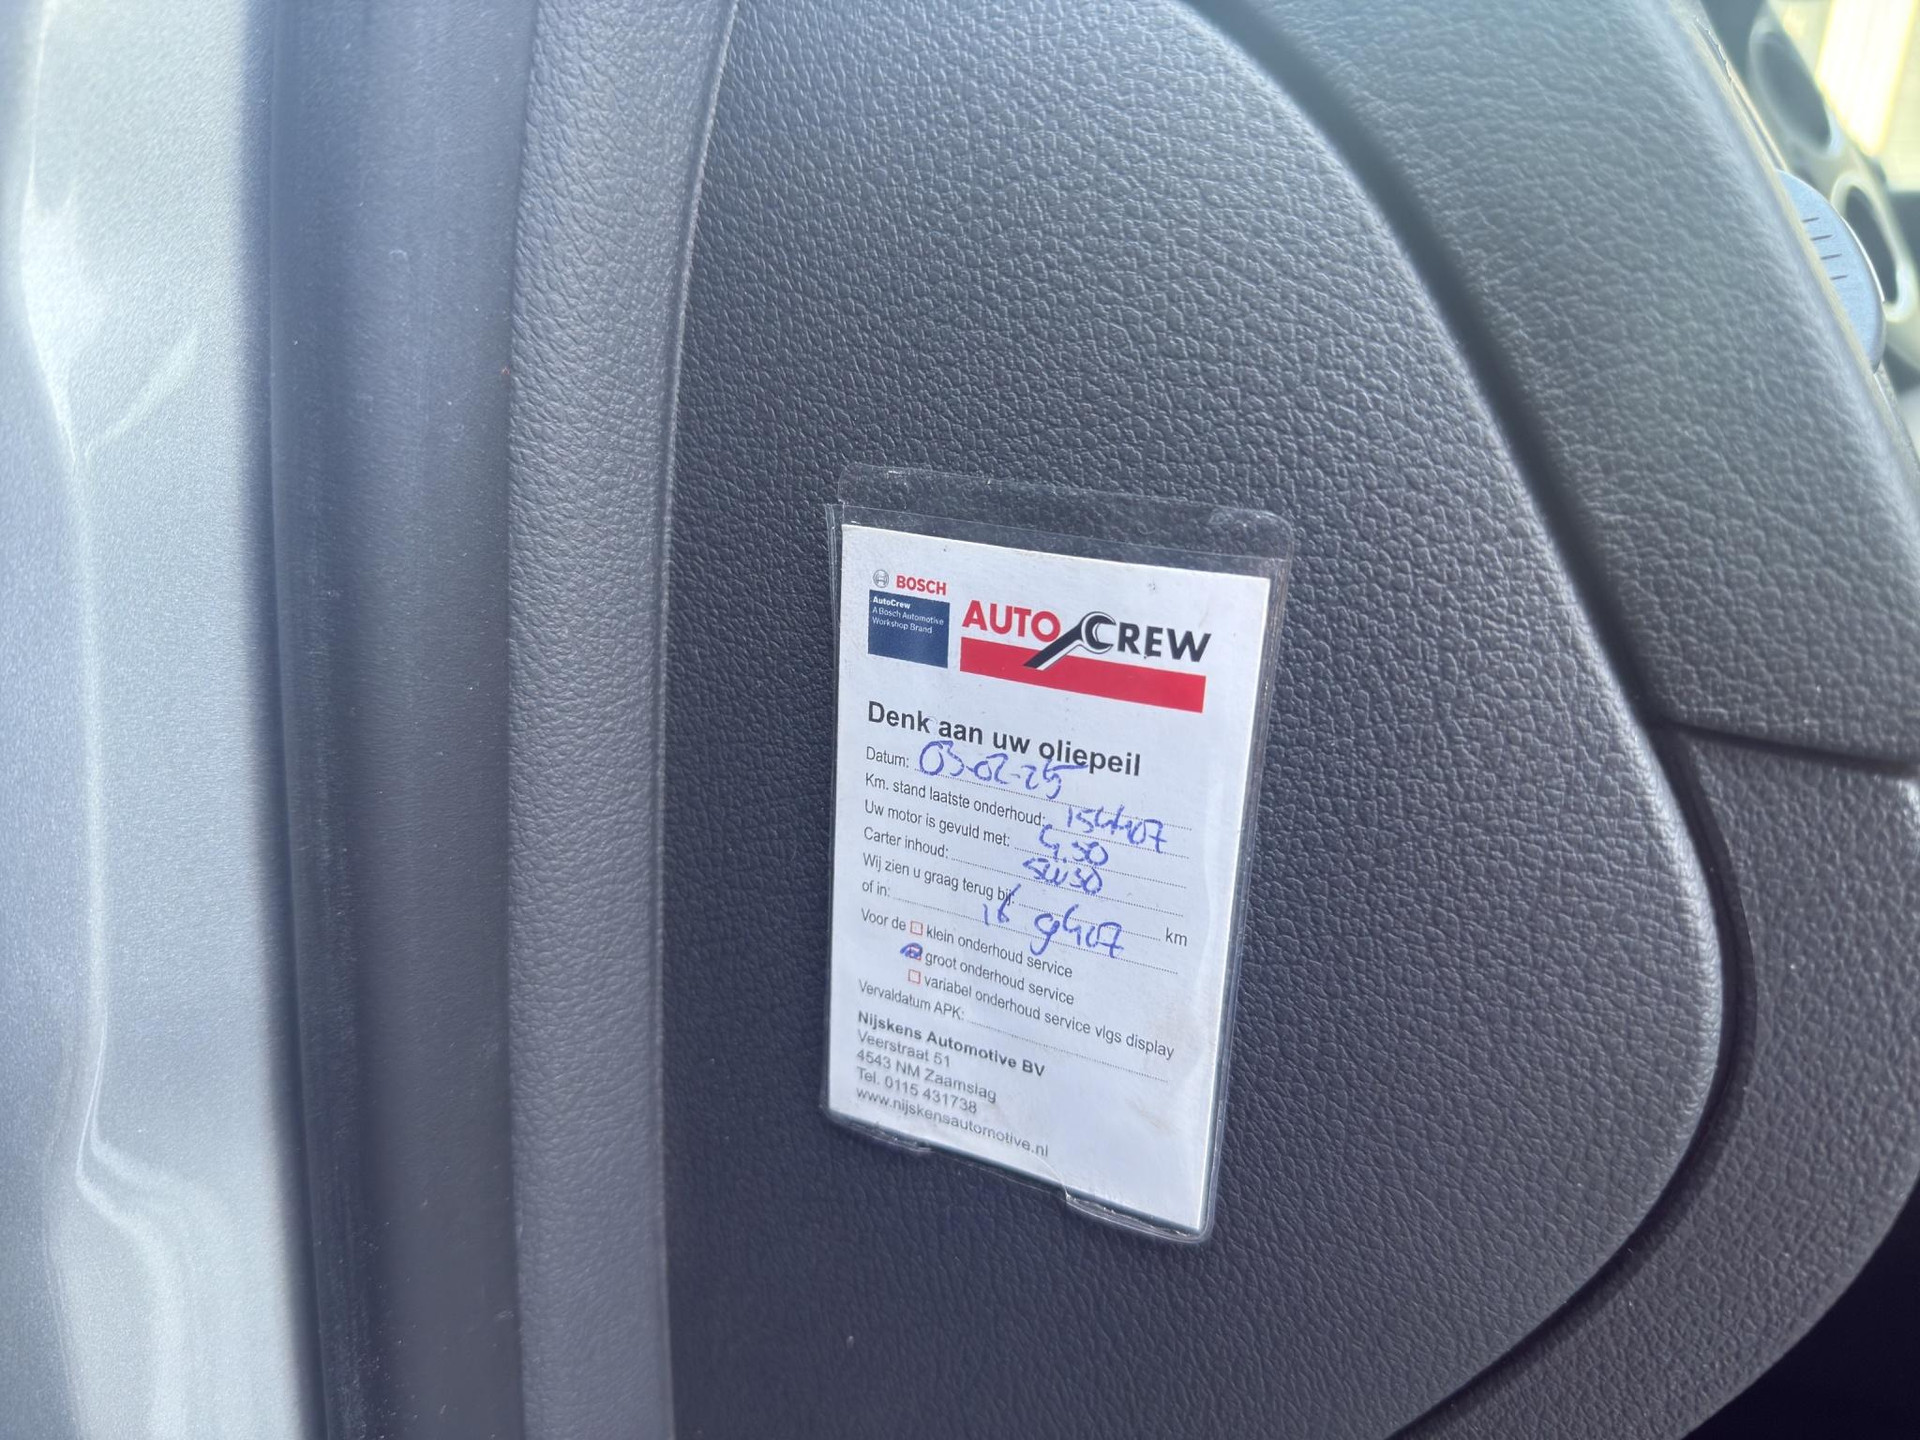 BOSCH
AutoCrew
A Bosch Automotive
Workshop Brand
AUTO CREW
Denk aan uw oliepeil
Datum: 03-02-25
Km. stand laatste onderhoud: 154407
Uw motor is gevuld met: 4.50
Carter inhoud: 5W30
Wij zien u graag terug bij: km
of in: 16 9407
Voor de klein onderhoud service
groot onderhoud service
variabel onderhoud service vlgs display
Vervaldatum APK:
Nijskens Automotive BV
Veerstraat 51
4543 NM Zaamslag
Tel. 0115 431738
www.nijskensautomotive.nl